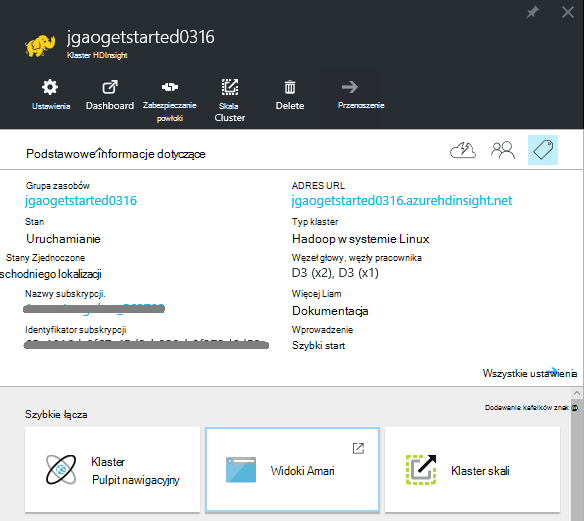 jgaogetstarted0316
Klaster HDInsight
Ustawienia
Dashboard
Zabezpieczanie powłoki
Skala Cluster
Delete
Przenoszenie
Podstawowe informacje dotyczące
Grupa zasobów
jgaogetstarted0316
Stan
Uruchamianie
Stany Zjednoczone
schodniego lokalizacji
Nazwy subskrypcji.
Identyfikator subskrypcji
ADRES URL
jgaogetstarted0316.azurehdinsight.net
Typ klaster
Hadoop w systemie Linux
Węzeł głowy, węzły pracownika
D3 (x2), D3 (x1)
Więcej Liam
Dokumentacja
Wprowadzenie
Szybki start
Wszystkie ustawienia
Szybkie łącza
Dodawanie kafelków znak
Klaster
Pulpit nawigacyjny
Widoki Amari
Klaster skali